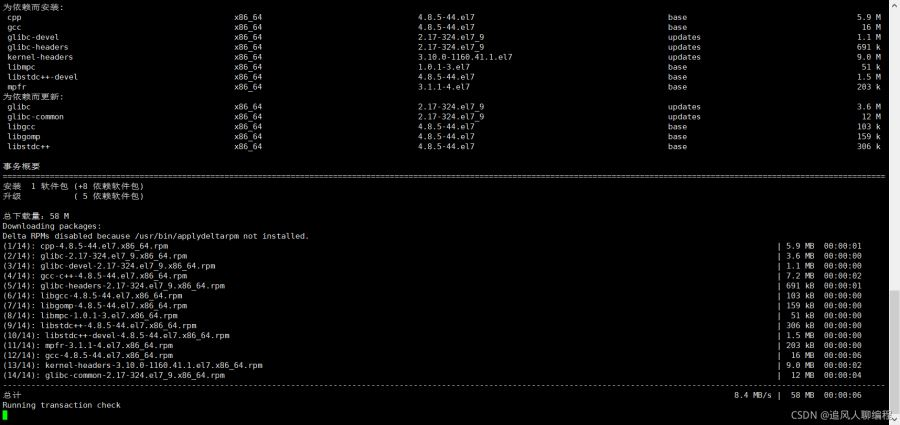 为依赖而安装:
cpp x86_64 4.8.5-44.el7 base 5.9 M
gcc x86_64 4.8.5-44.el7 base 16 M
glibc-devel x86_64 2.17-324.el7_9 updates 1.1 M
glibc-headers x86_64 2.17-324.el7_9 updates 691 k
kernel-headers x86_64 3.10.0-1160.41.1.el7 updates 9.0 M
libmpc x86_64 1.0.1-3.el7 base 51 k
libstdc++-devel x86_64 4.8.5-44.el7 base 1.5 M
mpfr x86_64 3.1.1-4.el7 base 203 k
为依赖而更新:
glibc x86_64 2.17-324.el7_9 updates 3.6 M
glibc-common x86_64 2.17-324.el7_9 updates 12 M
libgcc x86_64 4.8.5-44.el7 base 103 k
libgomp x86_64 4.8.5-44.el7 base 159 k
libstdc++ x86_64 4.8.5-44.el7 base 306 k
事务概要
安装 1 软件包 (+8 依赖软件包)
升级 ( 5 依赖软件包)
总下载量：58 M
Downloading packages:
Delta RPMs disabled because /usr/bin/applydeltarpm not installed.
(1/14): cpp-4.8.5-44.el7.x86_64.rpm | 5.9 MB 00:00:01
(2/14): glibc-2.17-324.el7_9.x86_64.rpm | 3.6 MB 00:00:00
(3/14): glibc-devel-2.17-324.el7_9.x86_64.rpm | 1.1 MB 00:00:00
(4/14): gcc-c++-4.8.5-44.el7.x86_64.rpm | 7.2 MB 00:00:02
(5/14): glibc-headers-2.17-324.el7_9.x86_64.rpm | 691 kB 00:00:01
(6/14): libgcc-4.8.5-44.el7.x86_64.rpm | 103 kB 00:00:00
(7/14): libgomp-4.8.5-44.el7.x86_64.rpm | 159 kB 00:00:00
(8/14): libmpc-1.0.1-3.el7.x86_64.rpm | 51 kB 00:00:00
(9/14): libstdc++-4.8.5-44.el7.x86_64.rpm | 306 kB 00:00:00
(10/14): libstdc++-devel-4.8.5-44.el7.x86_64.rpm | 1.5 MB 00:00:00
(11/14): mpfr-3.1.1-4.el7.x86_64.rpm | 203 kB 00:00:00
(12/14): gcc-4.8.5-44.el7.x86_64.rpm | 16 MB 00:00:06
(13/14): kernel-headers-3.10.0-1160.41.1.el7.x86_64.rpm | 9.0 MB 00:00:02
(14/14): glibc-common-2.17-324.el7_9.x86_64.rpm | 12 MB 00:00:04
总计 8.4 MB/s | 58 MB 00:00:06
Running transaction check
CSDN @追风人聊编程